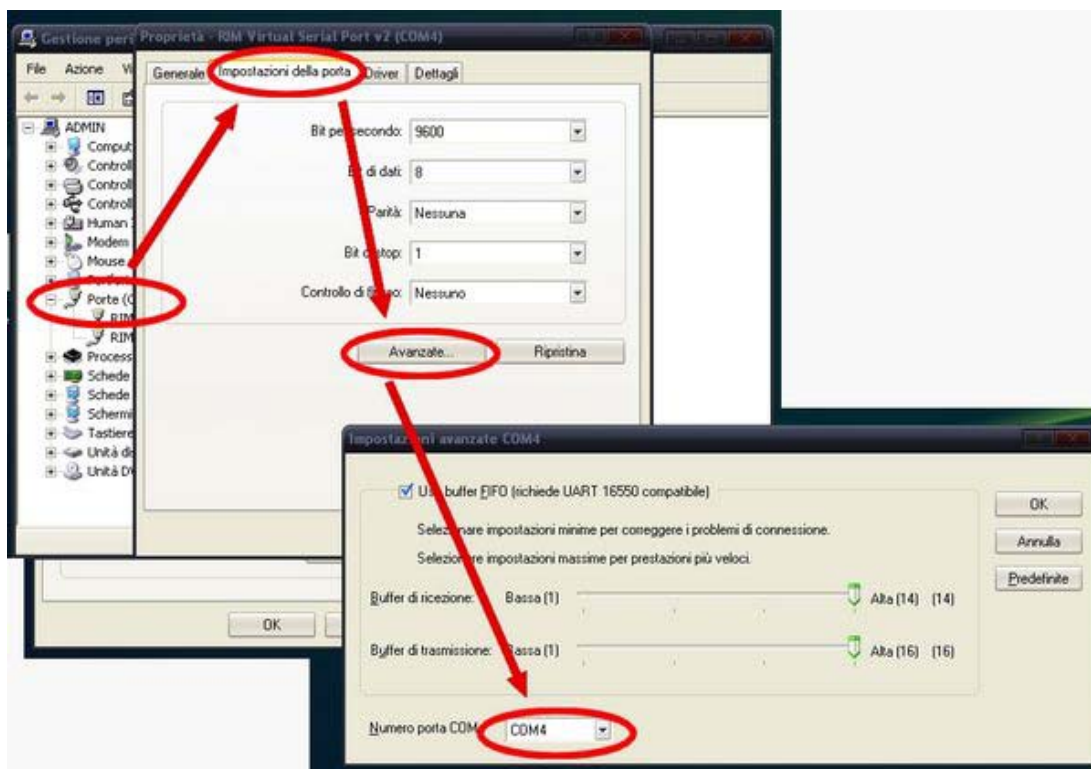 Gestione peri
File Azione Vi
ADMIN
Comput
Controll
Controll
Controll
Human
Modem
Mouse
Porte (C
RIM
RIM
Process
Schede
Schede
Schermi
Tastiere
Unità di
Unità DV
Proprietà - RIM Virtual Serial Port v2 (COM4)
Generale Impostazioni della porta Driver Dettagli
Bit per secondo: 9600
Bit di dati: 8
Parità: Nessuna
Bit di stop: 1
Controllo di flusso: Nessuno
Avanzate... Ripristina
OK
Impostazioni avanzate COM4
Usa buffer FIFO (richiede UART 16550 compatibile)
Selezionare impostazioni minime per correggere i problemi di connessione.
Selezionare impostazioni massime per prestazioni più veloci.
Buffer di ricezione: Bassa (1) Alta (14) (14)
Buffer di trasmissione: Bassa (1) Alta (16) (16)
Numero porta COM COM4
OK
Annulla
Predefinite